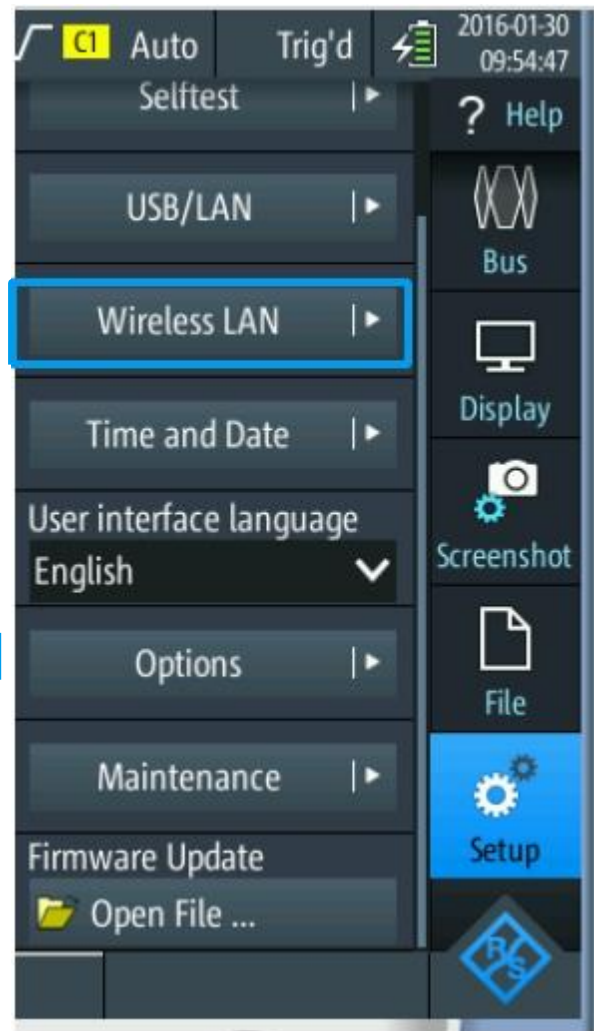 C1 Auto Trig'd 2016-01-30
09:54:47
Selftest
? Help
USB/LAN
Bus
Wireless LAN
Display
Time and Date
User interface language
English
Screenshot
Options
File
Maintenance
Setup
Firmware Update
Open File ...
R&S